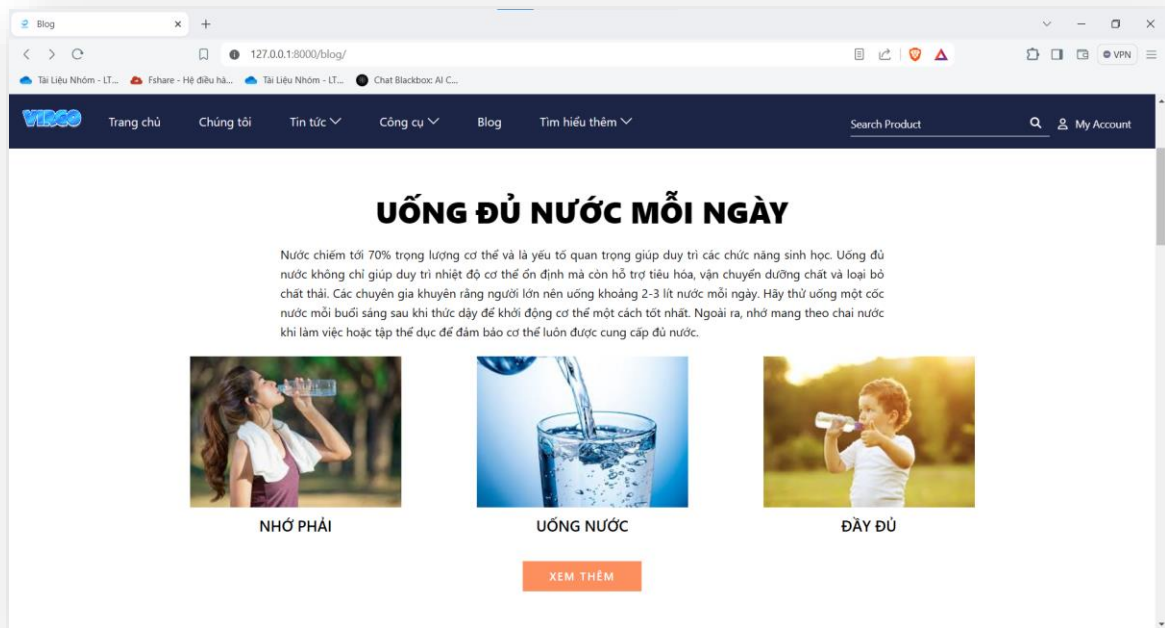 Blog
127.0.0.1:8000/blog/
VPN
Tài Liệu Nhóm - LT...
Fshare - Hệ điều hà...
Tài Liệu Nhóm - LT...
Chat Blackbox: AI C...
VIRGO
Trang chủ
Chúng tôi
Tin tức
Công cụ
Blog
Tìm hiểu thêm
Search Product
My Account
UỐNG ĐỦ NƯỚC MỖI NGÀY
Nước chiếm tới 70% trọng lượng cơ thể và là yếu tố quan trọng giúp duy trì các chức năng sinh học. Uống đủ
nước không chỉ giúp duy trì nhiệt độ cơ thể ổn định mà còn hỗ trợ tiêu hóa, vận chuyển dưỡng chất và loại bỏ
chất thải. Các chuyên gia khuyên rằng người lớn nên uống khoảng 2-3 lít nước mỗi ngày. Hãy thử uống một cốc
nước mỗi buổi sáng sau khi thức dậy để khởi động cơ thể một cách tốt nhất. Ngoài ra, nhớ mang theo chai nước
khi làm việc hoặc tập thể dục để đảm bảo cơ thể luôn được cung cấp đủ nước.
NHỚ PHẢI
UỐNG NƯỚC
ĐẦY ĐỦ
XEM THÊM